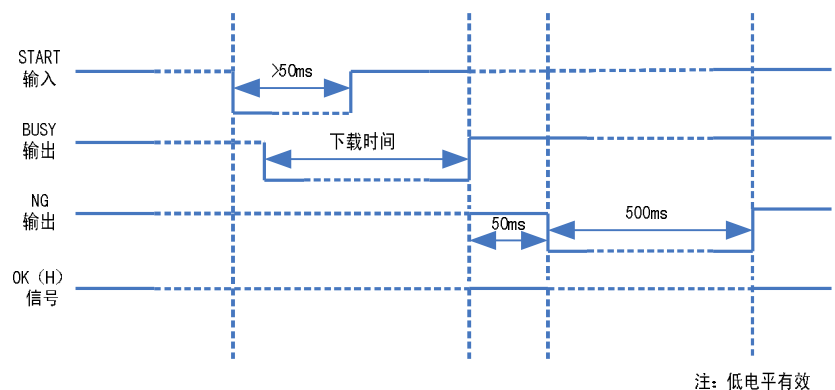 START
输入
>50ms
BUSY
输出
下载时间
NG
输出
50ms
500ms
OK（H）
信号
注：低电平有效